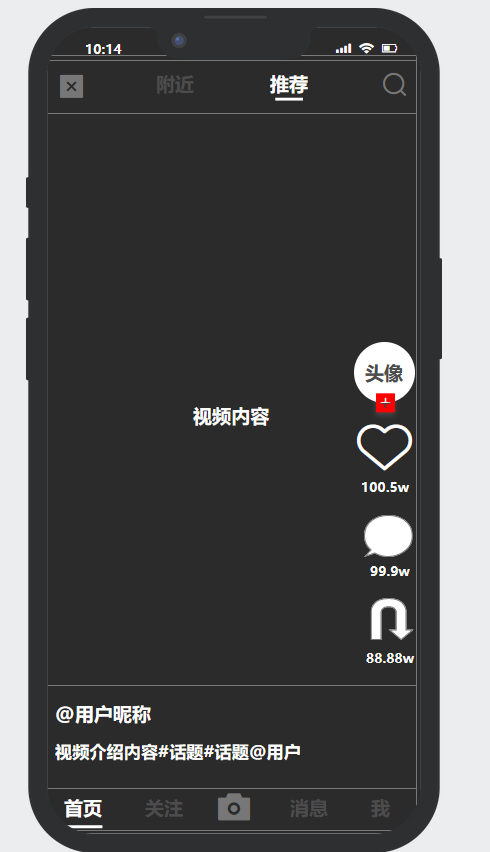 10:14
附近 推荐
头像
+
视频内容
100.5w
99.9w
88.88w
@用户昵称
视频介绍内容#话题#话题@用户
首页 关注 消息 我